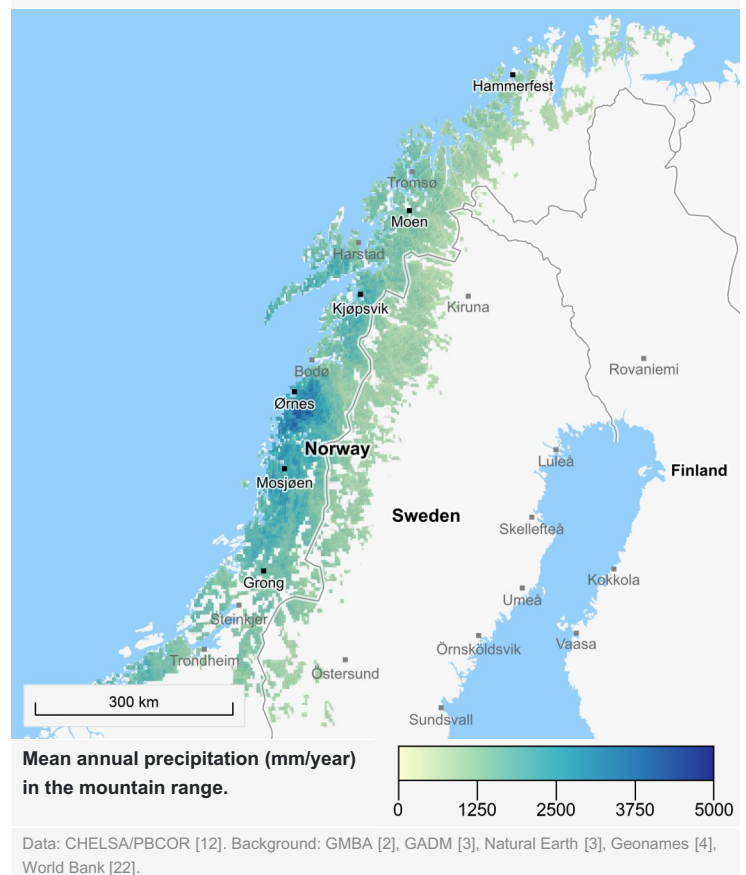 Hammerfest
Tromsø
Moen
Harstad
Kjøpsvik
Kiruna
Bodø
Rovaniemi
Ørnes
Norway
Luleå
Mosjøen
Finland
Sweden
Skellefteå
Grong
Kokkola
Umeå
Steinkjer
Örnsköldsvik
Vaasa
Trondheim
Östersund
300 km
Sundsvall
Mean annual precipitation (mm/year)
in the mountain range.
0 1250 2500 3750 5000
Data: CHELSA/PBCOR [12]. Background: GMBA [2], GADM [3], Natural Earth [3], Geonames [4],
World Bank [22].